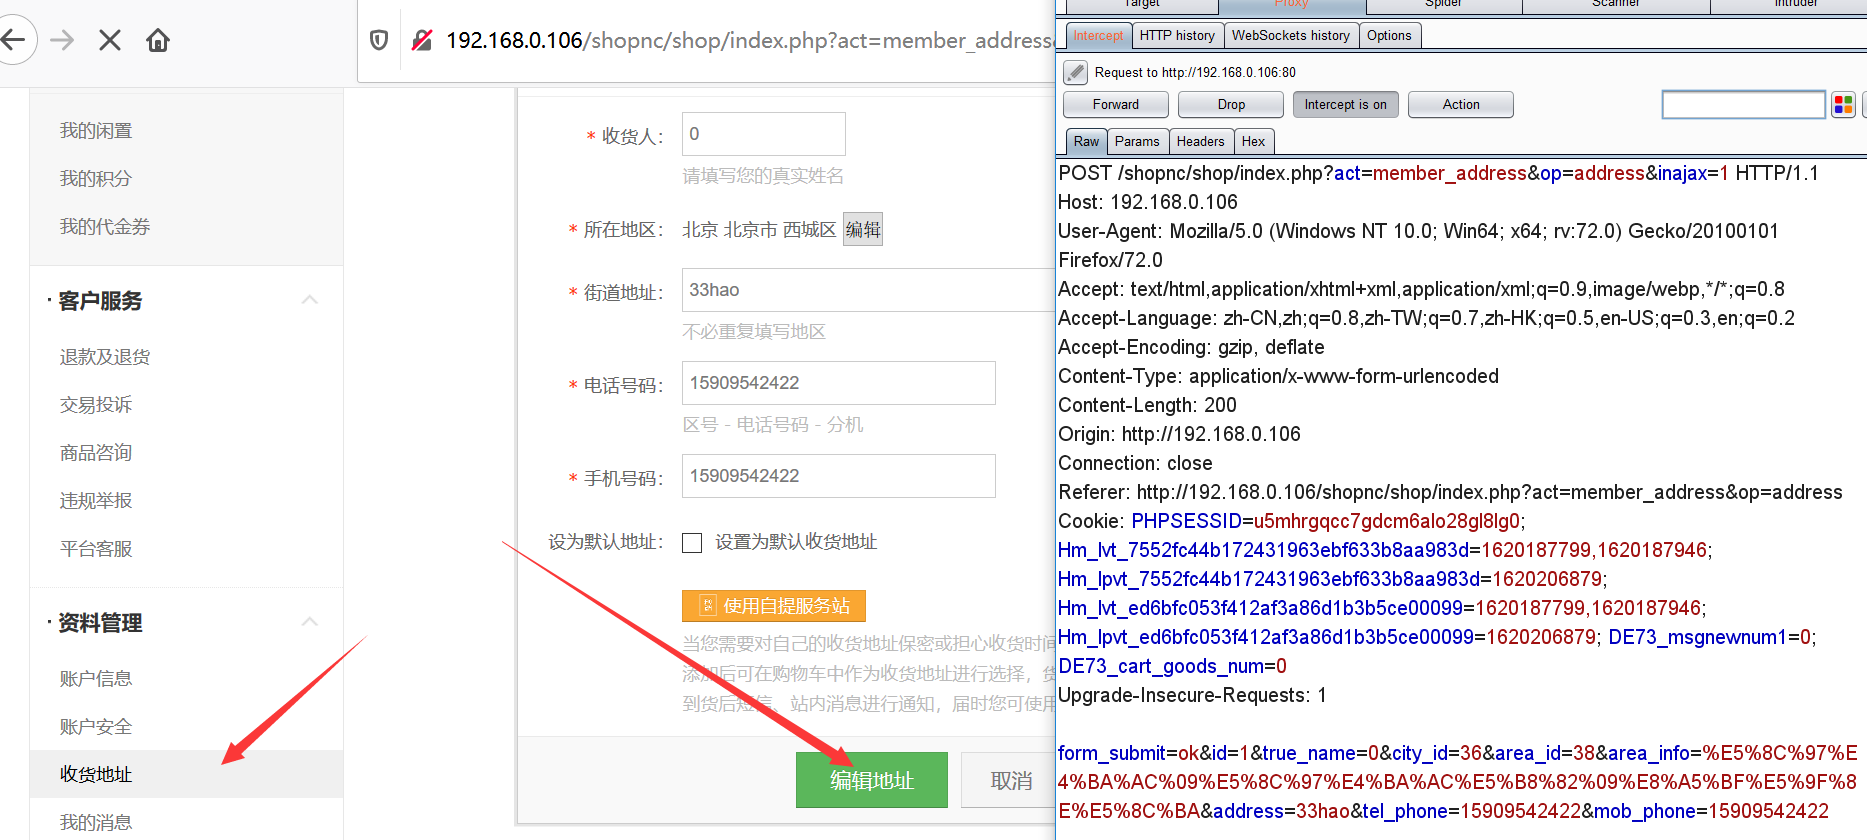 192.168.0.106/shopnc/shop/index.php?act=member_address
我的闲置
我的积分
我的代金券
· 客户服务
退款及退货
交易投诉
商品咨询
违规举报
平台客服
· 资料管理
账户信息
账户安全
收货地址
我的消息
* 收货人： 0
请填写您的真实姓名
* 所在地区： 北京 北京市 西城区 编辑
* 街道地址： 33hao
不必重复填写地区
* 电话号码： 15909542422
区号 - 电话号码 - 分机
* 手机号码： 15909542422
设为默认地址： 设置为默认收货地址
使用自提服务站
当您需要对自己的收货地址保密或担心收货时间
添加后可在购物车中作为收货地址进行选择，货
到货后短信、站内消息进行通知，届时您可使用
编辑地址 取消
Target Proxy Spider Scanner Intruder
Intercept HTTP history WebSockets history Options
Request to http://192.168.0.106:80
Forward Drop Intercept is on Action
Raw Params Headers Hex
POST /shopnc/shop/index.php?act=member_address&op=address&inajax=1 HTTP/1.1
Host: 192.168.0.106
User-Agent: Mozilla/5.0 (Windows NT 10.0; Win64; x64; rv:72.0) Gecko/20100101
Firefox/72.0
Accept: text/html,application/xhtml+xml,application/xml;q=0.9,image/webp,*/*;q=0.8
Accept-Language: zh-CN,zh;q=0.8,zh-TW;q=0.7,zh-HK;q=0.5,en-US;q=0.3,en;q=0.2
Accept-Encoding: gzip, deflate
Content-Type: application/x-www-form-urlencoded
Content-Length: 200
Origin: http://192.168.0.106
Connection: close
Referer: http://192.168.0.106/shopnc/shop/index.php?act=member_address&op=address
Cookie: PHPSESSID=u5mhrgqcc7gdcm6alo28gl8lg0;
Hm_lvt_7552fc44b172431963ebf633b8aa983d=1620187799,1620187946;
Hm_lpvt_7552fc44b172431963ebf633b8aa983d=1620206879;
Hm_lvt_ed6bfc053f412af3a86d1b3b5ce00099=1620187799,1620187946;
Hm_lpvt_ed6bfc053f412af3a86d1b3b5ce00099=1620206879; DE73_msgnewnum1=0;
DE73_cart_goods_num=0
Upgrade-Insecure-Requests: 1
form_submit=ok&id=1&true_name=0&city_id=36&area_id=38&area_info=%E5%8C%97%E
4%BA%AC%09%E5%8C%97%E4%BA%AC%E5%B8%82%09%E8%A5%BF%E5%9F%8
E%E5%8C%BA&address=33hao&tel_phone=15909542422&mob_phone=15909542422